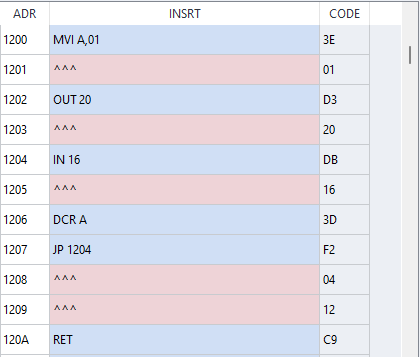 ADR INSRT CODE
1200 MVI A,01 3E
1201 ^^^ 01
1202 OUT 20 D3
1203 ^^^ 20
1204 IN 16 DB
1205 ^^^ 16
1206 DCR A 3D
1207 JP 1204 F2
1208 ^^^ 04
1209 ^^^ 12
120A RET C9